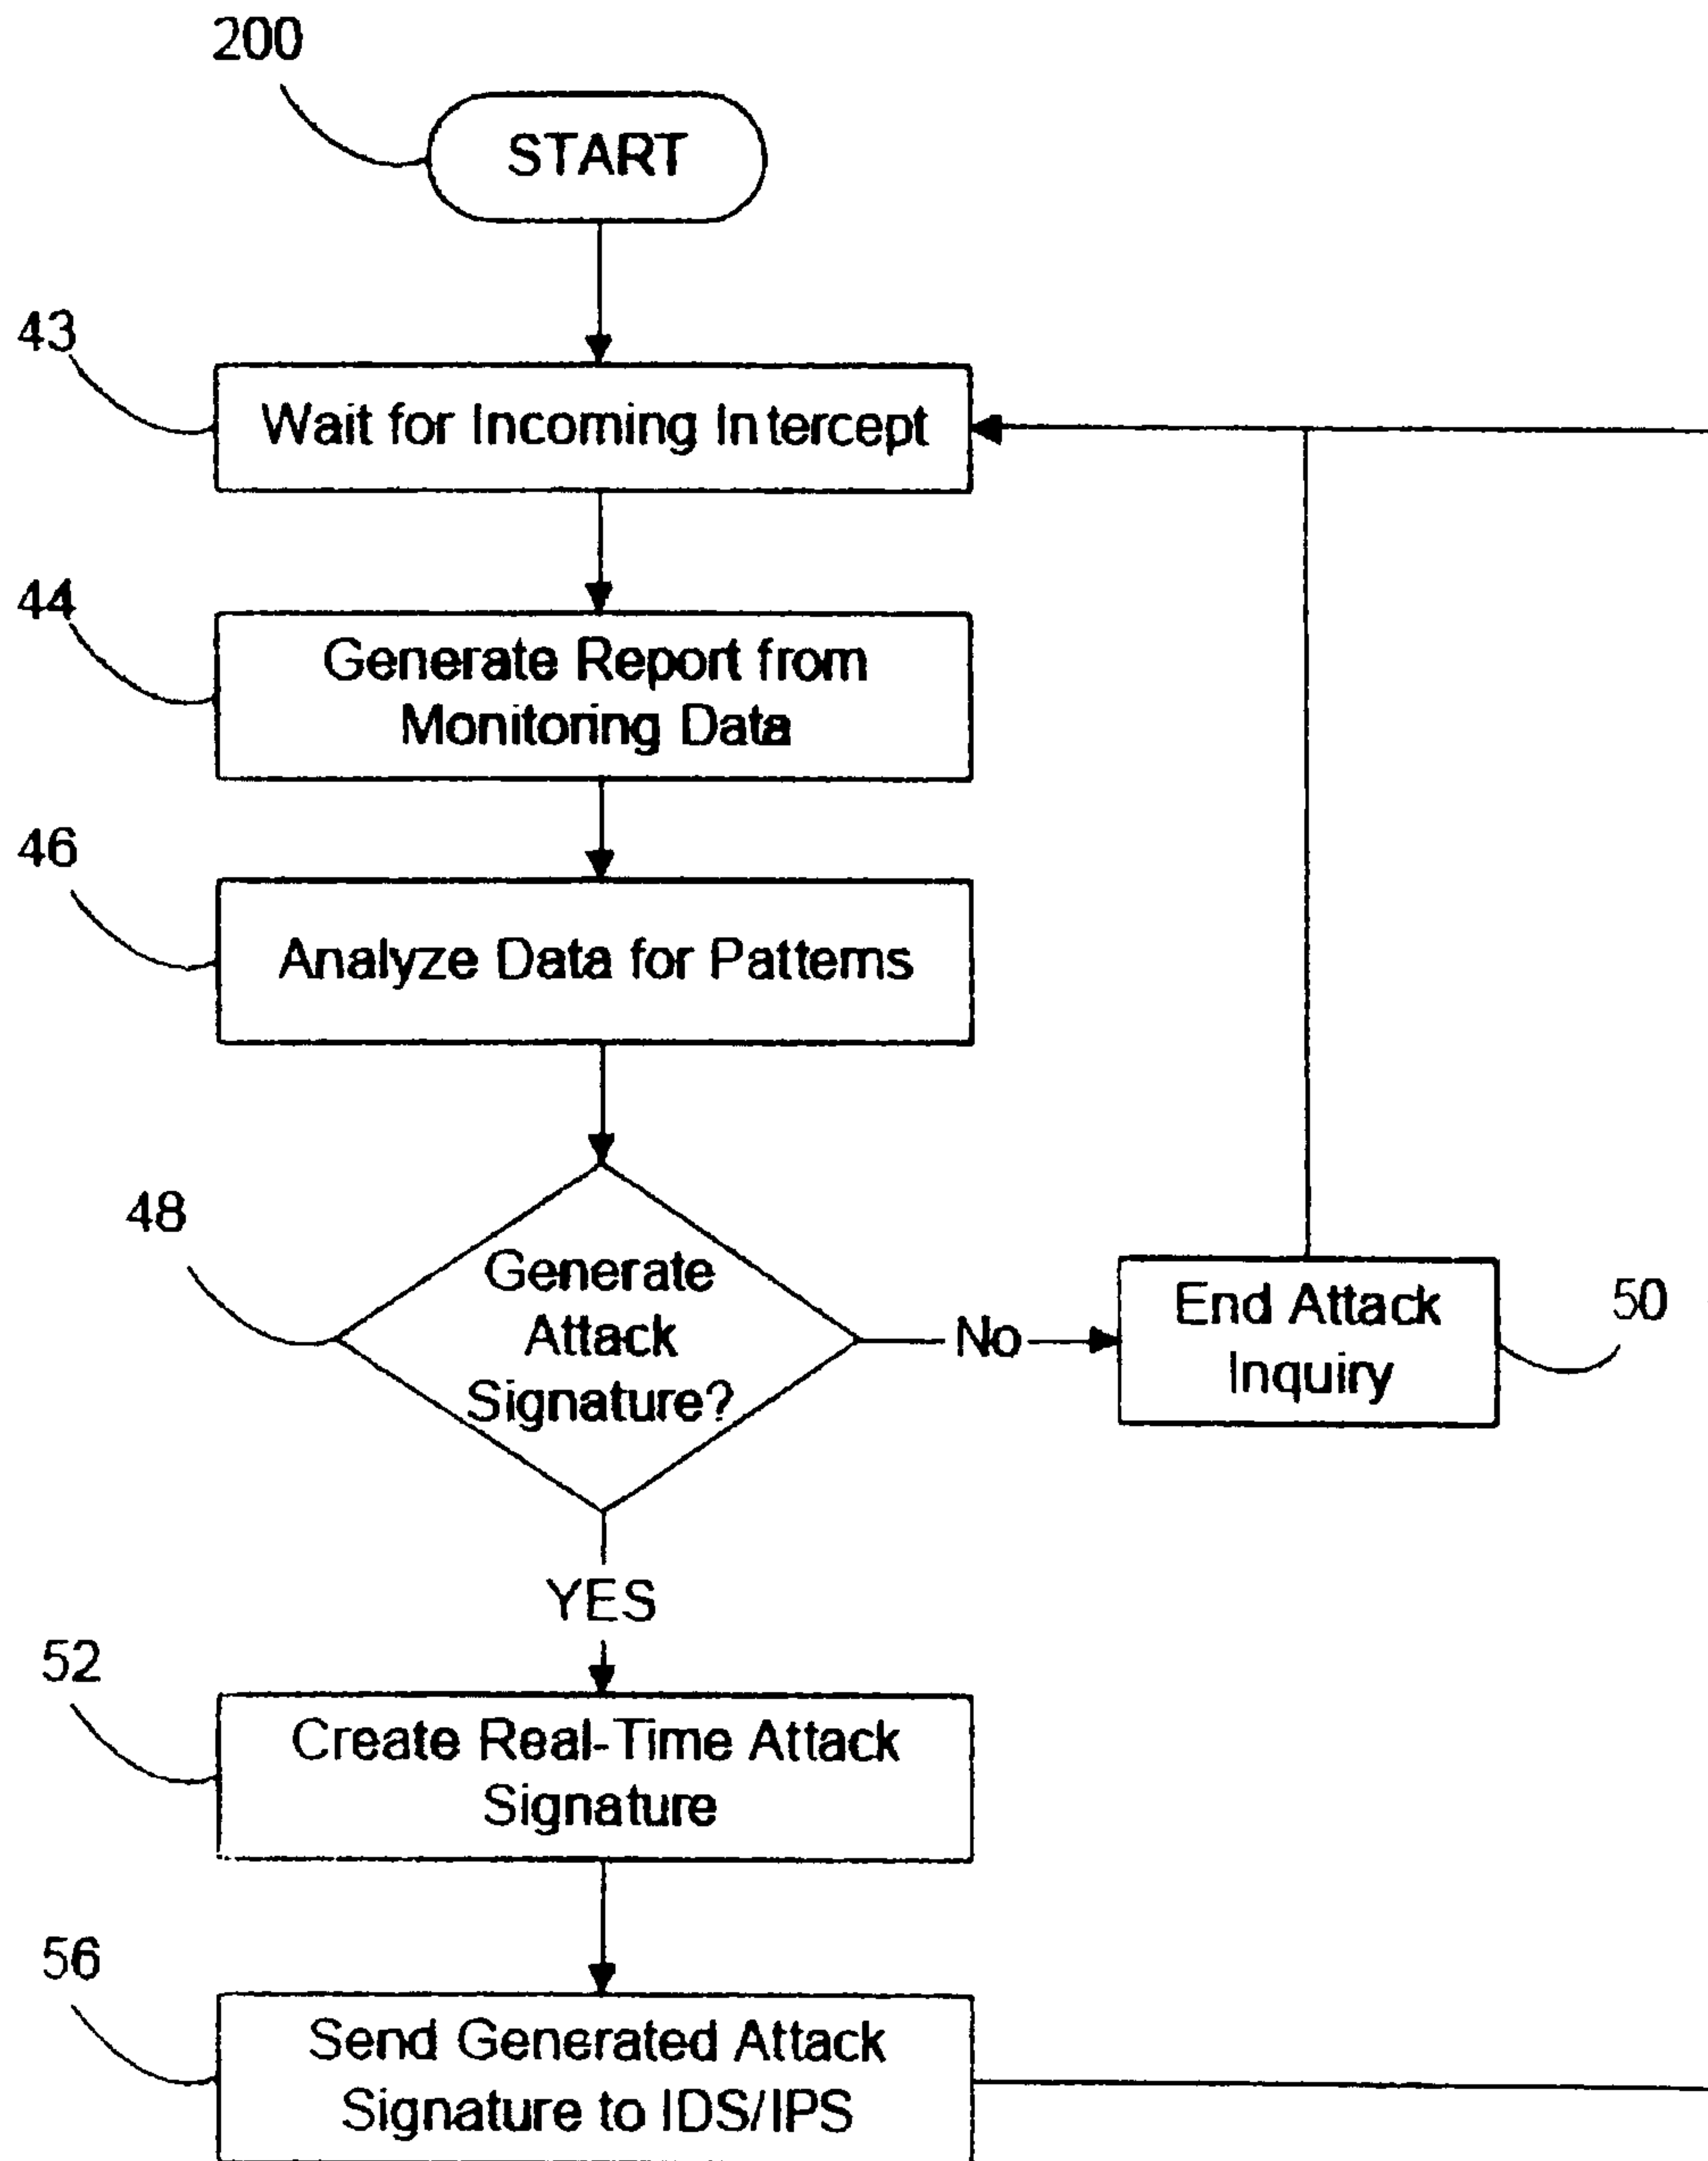 200
START
43
Wait for Incoming Intercept
44
Generate Report from
Monitoring Data
46
Analyze Data for Patterns
48
Generate
Attack
Signature?
No
End Attack
Inquiry
50
YES
52
Create Real-Time Attack
Signature
56
Send Generated Attack
Signature to IDS/IPS